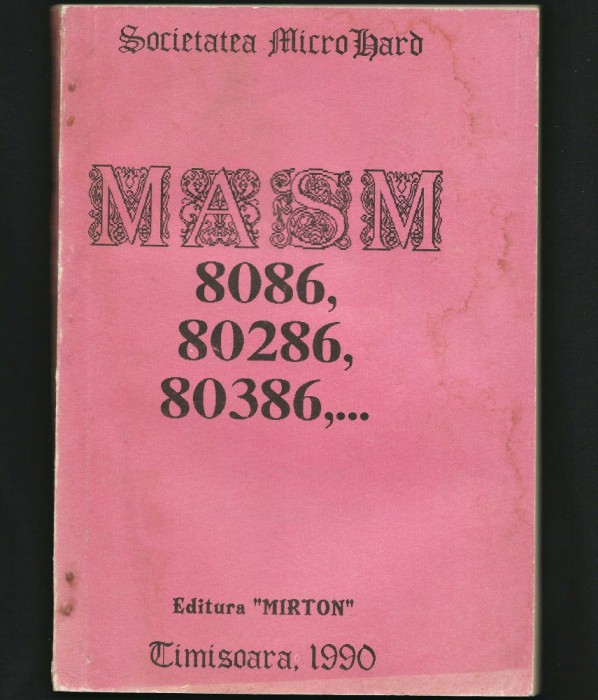 Societatea MicroHard
MASM
8086,
80286,
80386,...
Editura "MIRTON"
Timisoara, 1990